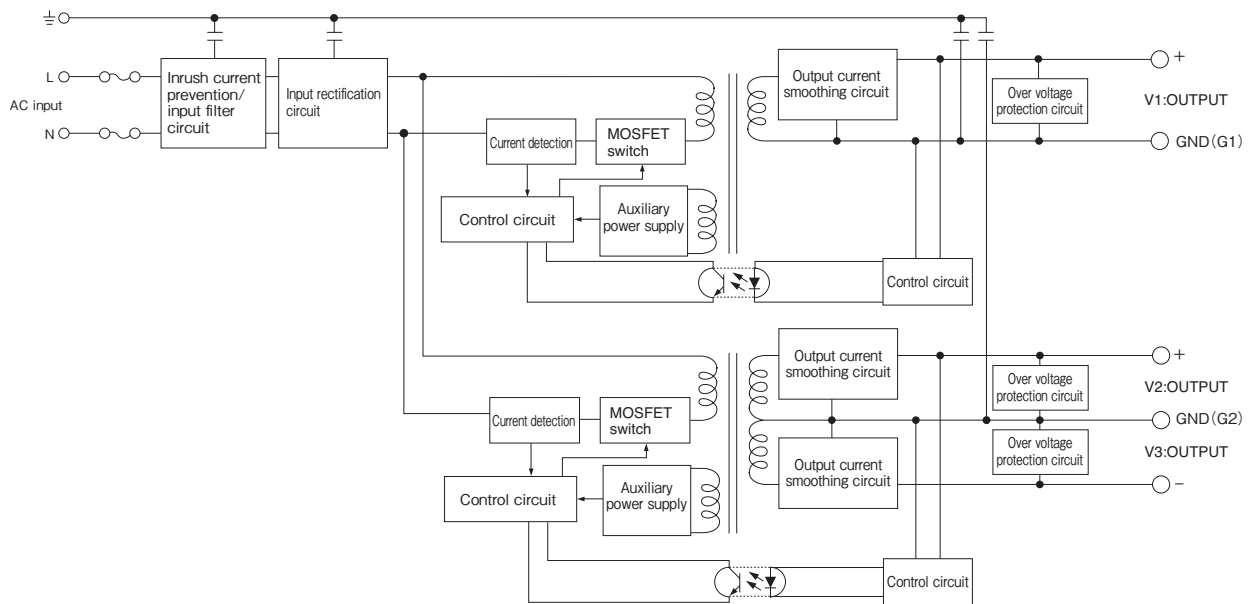 L
AC input
N
Inrush current
prevention/
input filter
circuit
Input rectification
circuit
Current detection
MOSFET
switch
Control circuit
Auxiliary
power supply
Output current
smoothing circuit
Over voltage
protection circuit
Control circuit
+
V1:OUTPUT
GND(G1)
Current detection
MOSFET
switch
Control circuit
Auxiliary
power supply
Output current
smoothing circuit
Output current
smoothing circuit
Over voltage
protection circuit
Over voltage
protection circuit
Control circuit
+
V2:OUTPUT
GND(G2)
V3:OUTPUT
−